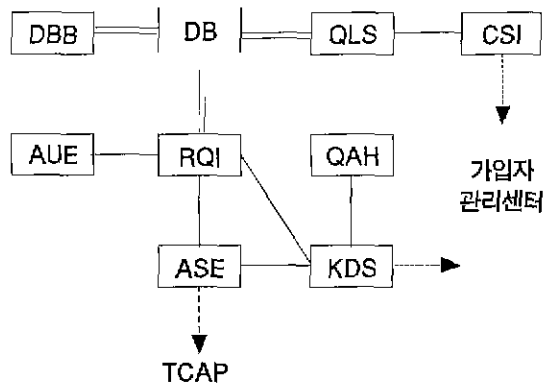 DBB DB QLS CSI
AUE RQI QAH
가입자
관리센터
ASE KDS
TCAP